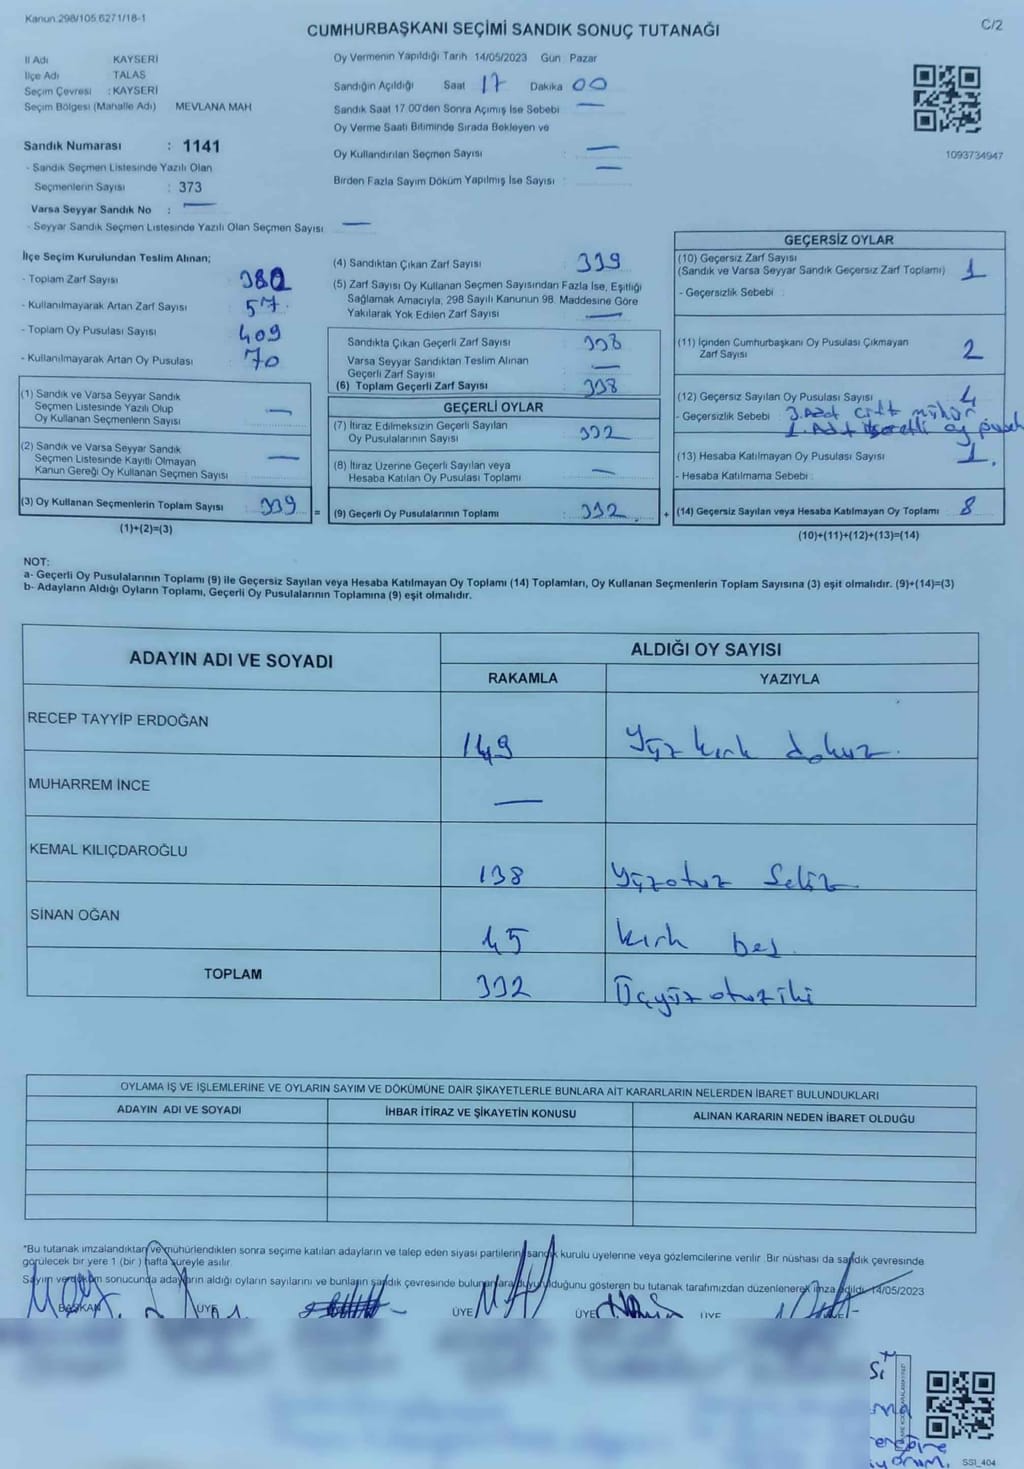 Kanun.298/105.6271/18-1
CUMHURBAŞKANI SEÇİMİ SANDIK SONUÇ TUTANAĞI
C/2
İl Adı KAYSERİ
İlçe Adı TALAS
Seçim Çevresi : KAYSERİ
Seçim Bölgesi (Mahalle Adı) MEVLANA MAH
Oy Vermenin Yapıldığı Tarih 14/05/2023 Gün Pazar
Sandığın Açıldığı Saat 17 Dakika 00
Sandık Saat 17.00'den Sonra Açımış İse Sebebi —
Oy Verme Saati Bitiminde Sırada Bekleyen ve
Oy Kullandırılan Seçmen Sayısı : —
Birden Fazla Sayım Döküm Yapılmış İse Sayısı : —
1093734947
Sandık Numarası : 1141
- Sandık Seçmen Listesinde Yazılı Olan
Seçmenlerin Sayısı : 373
Varsa Seyyar Sandık No : —
- Seyyar Sandık Seçmen Listesinde Yazılı Olan Seçmen Sayısı —
İlçe Seçim Kurulundan Teslim Alınan;
- Toplam Zarf Sayısı
- Kullanılmayarak Artan Zarf Sayısı : 57
- Toplam Oy Pusulası Sayısı : 409
- Kullanılmayarak Artan Oy Pusulası : 70
(1) Sandık ve Varsa Seyyar Sandık
Seçmen Listesinde Yazılı Olup
Oy Kullanan Seçmenlerin Sayısı : —
(2) Sandık ve Varsa Seyyar Sandık
Seçmen Listesinde Kayıtlı Olmayan
Kanun Gereği Oy Kullanan Seçmen Sayısı : —
(3) Oy Kullanan Seçmenlerin Toplam Sayısı : 339 =
(1)+(2)=(3)
(4) Sandıktan Çıkan Zarf Sayısı : 339
(5) Zarf Sayısı Oy Kullanan Seçmen Sayısından Fazla İse, Eşitliği
Sağlamak Amacıyla, 298 Sayılı Kanunun 98. Maddesine Göre
Yakılarak Yok Edilen Zarf Sayısı : —
Sandıkta Çıkan Geçerli Zarf Sayısı : 338
Varsa Seyyar Sandıktan Teslim Alınan
Geçerli Zarf Sayısı : —
(6) Toplam Geçerli Zarf Sayısı : 338
GEÇERLİ OYLAR
(7) İtiraz Edilmeksizin Geçerli Sayılan
Oy Pusulalarının Sayısı : 332
(8) İtiraz Üzerine Geçerli Sayılan veya
Hesaba Katılan Oy Pusulası Toplamı : —
(9) Geçerli Oy Pusulalarının Toplamı : 332 +
GEÇERSİZ OYLAR
(10) Geçersiz Zarf Sayısı
(Sandık ve Varsa Seyyar Sandık Geçersiz Zarf Toplamı) : 1
- Geçersizlik Sebebi :
(11) İçinden Cumhurbaşkanı Oy Pusulası Çıkmayan
Zarf Sayısı : 2
(12) Geçersiz Sayılan Oy Pusulası Sayısı : 4
- Geçersizlik Sebebi : 3. Adet çift mühür
1. Adt işaretli oy
(13) Hesaba Katılmayan Oy Pusulası Sayısı : 1.
- Hesaba Katılmama Sebebi :
(14) Geçersiz Sayılan veya Hesaba Katılmayan Oy Toplamı : 8
(10)+(11)+(12)+(13)=(14)
NOT:
a- Geçerli Oy Pusulalarının Toplamı (9) ile Geçersiz Sayılan veya Hesaba Katılmayan Oy Toplamı (14) Toplamları, Oy Kullanan Seçmenlerin Toplam Sayısına (3) eşit olmalıdır. (9)+(14)=(3)
b- Adayların Aldığı Oyların Toplamı, Geçerli Oy Pusulalarının Toplamına (9) eşit olmalıdır.
ADAYIN ADI VE SOYADI ALDIĞI OY SAYISI
RAKAMLA YAZIYLA
RECEP TAYYİP ERDOĞAN 149 Yüz kırk dokuz.
MUHARREM İNCE —
KEMAL KILIÇDAROĞLU 138 Yüzotuz Sekiz
SİNAN OĞAN 45 kırk beş.
TOPLAM 332 Üçyüz otuziki
OYLAMA İŞ VE İŞLEMLERİNE VE OYLARIN SAYIM VE DÖKÜMÜNE DAİR ŞİKAYETLERLE BUNLARA AİT KARARLARIN NELERDEN İBARET BULUNDUKLARI
ADAYIN ADI VE SOYADI İHBAR İTİRAZ VE ŞİKAYETİN KONUSU ALINAN KARARIN NEDEN İBARET OLDUĞU
*Bu tutanak imzalandıktan ve mühürlendikten sonra seçime katılan adayların ve talep eden siyasi partilerin sandık kurulu üyelerine veya gözlemcilerine verilir. Bir nüshası da sandık çevresinde
görülecek bir yere 1 (bir) hafta süreyle asılır.
Sayım ve döküm sonucunda adayların aldığı oyların sayılarını ve bunların sandık çevresinde bulunanlara duyurulduğunu gösteren bu tutanak tarafımızdan düzenlenerek imza edildi. 14/05/2023
BAŞKAN ÜYE ÜYE ÜYE ÜYE
SSI_404